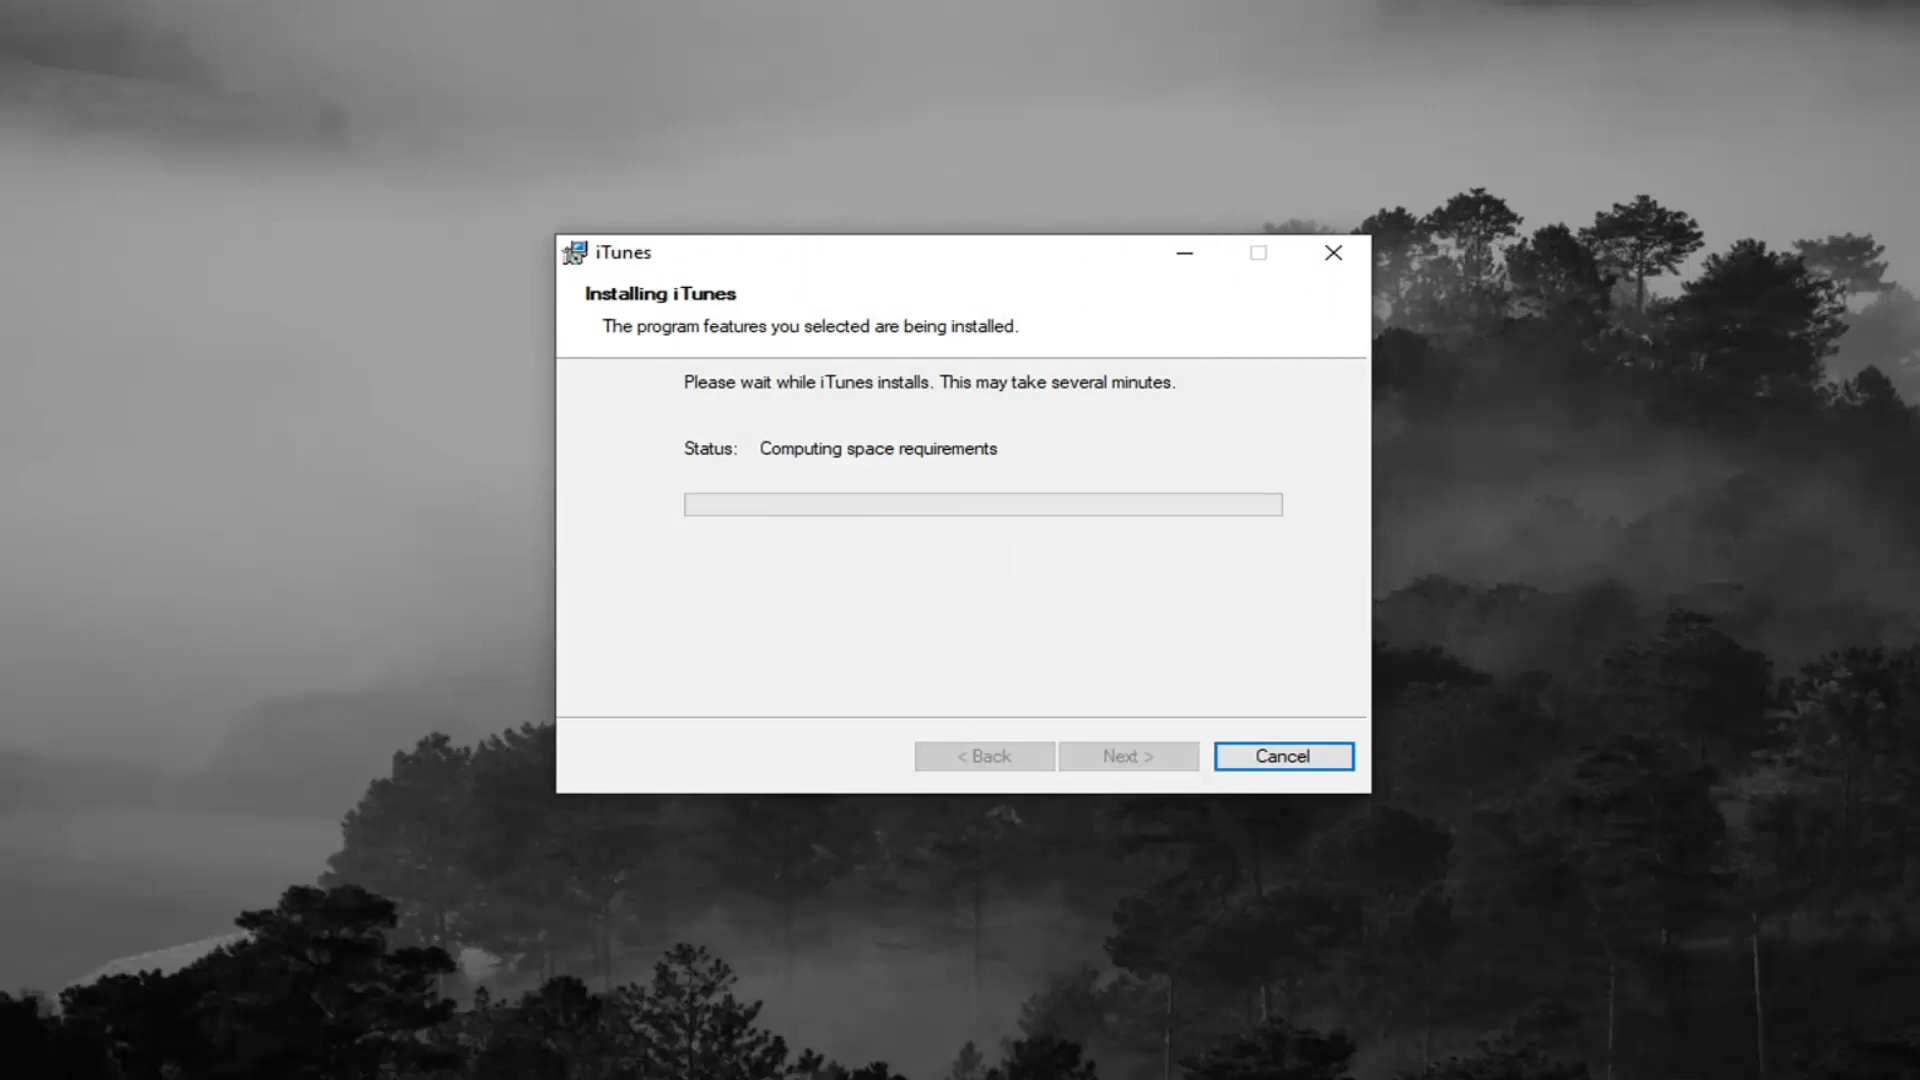 iTunes
Installing iTunes
The program features you selected are being installed.
Please wait while iTunes installs. This may take several minutes.
Status: Computing space requirements
< Back Next > Cancel